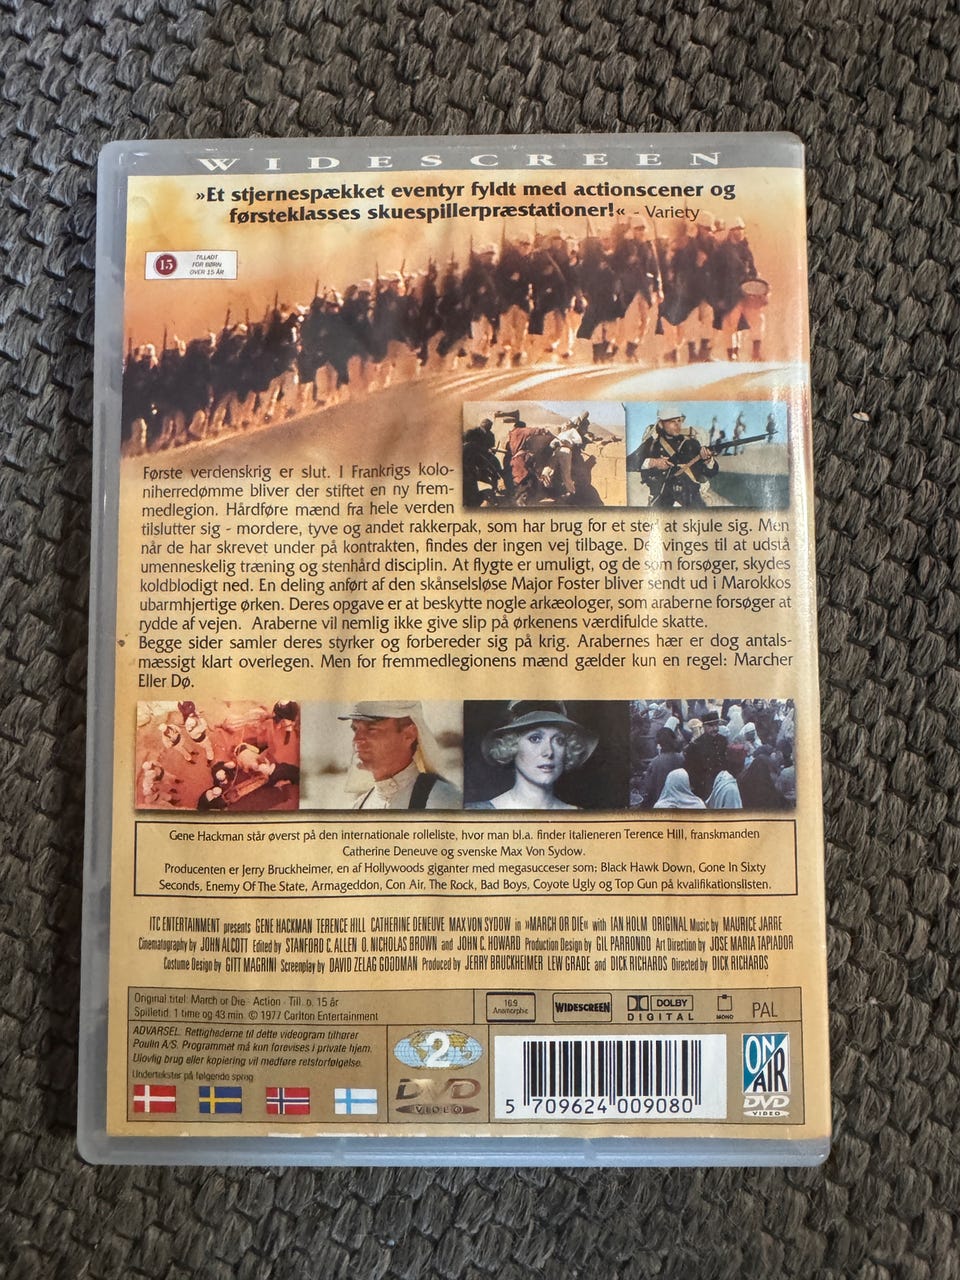 WIDESCREEN
»Et stjernespækket eventyr fyldt med actionscener og
førsteklasses skuespillerpræstationer!« - Variety
15
TILLADT
FOR BØRN
OVER 15 ÅR
Første verdenskrig er slut. I Frankrigs kolo-
niherredømme bliver der stiftet en ny frem-
medlegion. Hårdføre mænd fra hele verden
tilslutter sig - mordere, tyve og andet rakkerpak, som har brug for et sted at skjule sig. Men
når de har skrevet under på kontrakten, findes der ingen vej tilbage. De tvinges til at udstå
umenneskelig træning og stenhård disciplin. At flygte er umuligt, og de som forsøger, skydes
koldblodigt ned. En deling anført af den skånselsløse Major Foster bliver sendt ud i Marokkos
ubarmhjertige ørken. Deres opgave er at beskytte nogle arkæologer, som araberne forsøger at
rydde af vejen. Araberne vil nemlig ikke give slip på ørkenens værdifulde skatte.
Begge sider samler deres styrker og forbereder sig på krig. Arabernes hær er dog antals-
mæssigt klart overlegen. Men for fremmedlegionens mænd gælder kun en regel: Marcher
Eller Dø.
Gene Hackman står øverst på den internationale rolleliste, hvor man bl.a. finder italieneren Terence Hill, franskmanden
Catherine Deneuve og svenske Max Von Sydow.
Producenten er Jerry Bruckheimer, en af Hollywoods giganter med megasucceser som: Black Hawk Down, Gone In Sixty
Seconds, Enemy Of The State, Armageddon, Con Air, The Rock, Bad Boys, Coyote Ugly og Top Gun på kvalifikationslisten.
ITC ENTERTAINMENT presents GENE HACKMAN TERENCE HILL CATHERINE DENEUVE MAX VON SYDOW in »MARCH OR DIE« with IAN HOLM ORIGINAL Music by MAURICE JARRE
Cinematography by JOHN ALCOTT Edited by STANFORD C. ALLEN O. NICHOLAS BROWN and JOHN C. HOWARD Production Design by GIL PARRONDO Art Direction by JOSE MARIA TAPIADOR
Costume Design by GITT MAGRINI Screenplay by DAVID ZELAG GOODMAN Produced by JERRY BRUCKHEIMER LEW GRADE and DICK RICHARDS Directed by DICK RICHARDS
Original titel: March or Die - Action - Till. o. 15 år
Spilletid: 1 time og 43 min. © 1977 Carlton Entertainment
16:9
Anamorphic
WIDESCREEN
DOLBY
DIGITAL
MONO
PAL
ADVARSEL: Rettighederne til dette videogram tilhører
Poulin A/S. Programmet må kun forevises i private hjem.
Ulovlig brug eller kopiering vil medføre retsforfølgelse.
Undertekster på følgende sprog:
2
DVD
VIDEO
5 709624 009080
ON
AIR
DVD
VIDEO